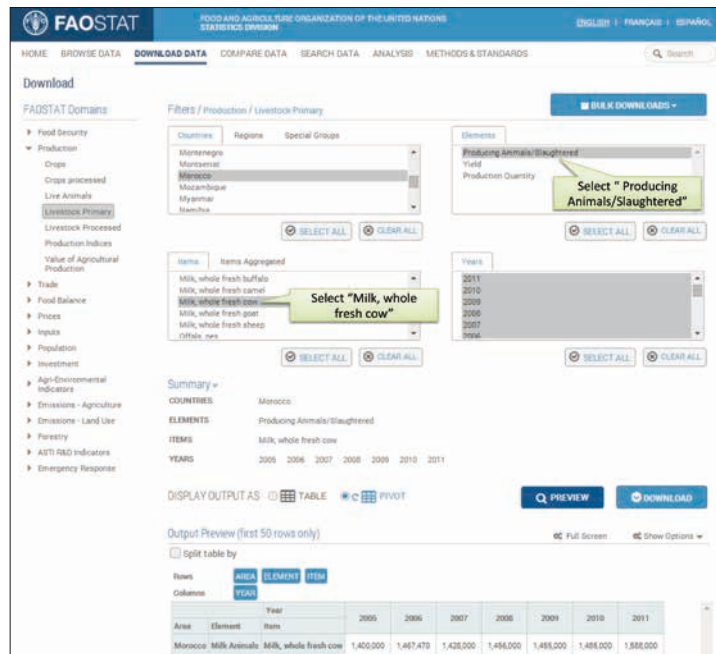 FAOSTAT
FOOD AND AGRICULTURE ORGANIZATION OF THE UNITED NATIONS
STATISTICS DIVISION
ENGLISH | FRANÇAIS | ESPAÑOL
HOME BROWSE DATA DOWNLOAD DATA COMPARE DATA SEARCH DATA ANALYSIS METHODS & STANDARDS
Search
Download
FAOSTAT Domains
Food Security
Production
Crops
Crops processed
Live Animals
Livestock Primary
Livestock Processed
Production Indices
Value of Agricultural
Production
Trade
Food Balance
Prices
Inputs
Population
Investment
Agri-Environmental
Indicators
Emissions - Agriculture
Emissions - Land Use
Forestry
ASTI R&D Indicators
Emergency Response
Filters / Production / Livestock Primary
BULK DOWNLOADS
Countries Regions Special Groups
Montenegro
Montserrat
Morocco
Mozambique
Myanmar
Namibia
SELECT ALL CLEAR ALL
Elements
Producing Animals/Slaughtered
Yield
Production Quantity
Select " Producing
Animals/Slaughtered"
SELECT ALL CLEAR ALL
Items Items Aggregated
Milk, whole fresh buffalo
Milk, whole fresh camel
Milk, whole fresh cow
Milk, whole fresh goat
Milk, whole fresh sheep
Offals, nes
Select "Milk, whole
fresh cow"
SELECT ALL CLEAR ALL
Years
2011
2010
2009
2008
2007
2006
SELECT ALL CLEAR ALL
Summary
COUNTRIES Morocco
ELEMENTS Producing Animals/Slaughtered
ITEMS Milk, whole fresh cow
YEARS 2005 2006 2007 2008 2009 2010 2011
DISPLAY OUTPUT AS TABLE PIVOT
PREVIEW DOWNLOAD
Output Preview (first 50 rows only)
Full Screen Show Options
Split table by
Rows AREA ELEMENT ITEM
Columns YEAR
Year
Area Element Item 2005 2006 2007 2008 2009 2010 2011
Morocco Milk Animals Milk, whole fresh cow 1,400,000 1,467,470 1,428,000 1,456,000 1,455,000 1,485,000 1,588,000